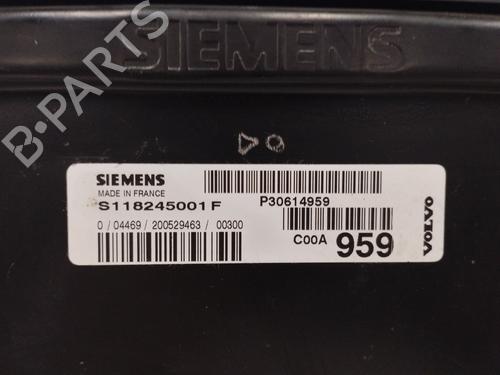 SIEMENS
B-PARTS
SIEMENS
MADE IN FRANCE
S118245001 F
P30614959
0 / 04469 / 200529463 / 00300
C00A
959
VOLVO